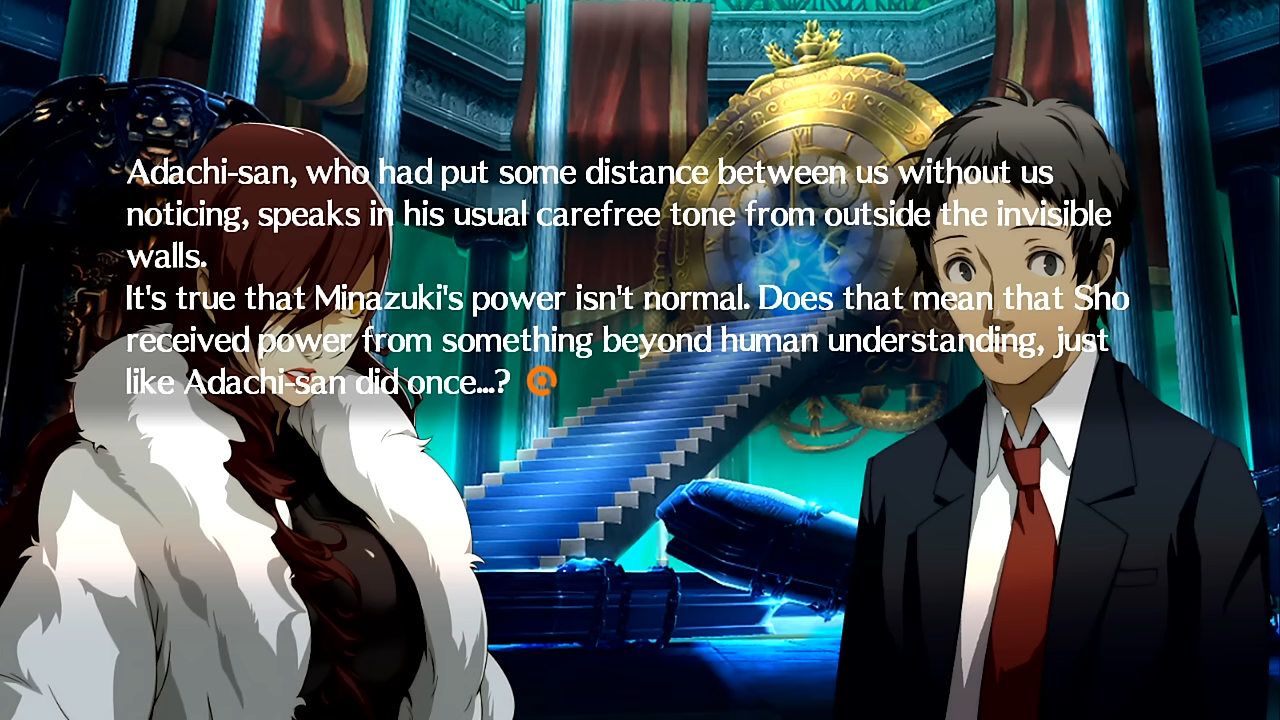 Adachi-san, who had put some distance between us without us
noticing, speaks in his usual carefree tone from outside the invisible
walls.
It's true that Minazuki's power isn't normal. Does that mean that Sho
received power from something beyond human understanding, just
like Adachi-san did once...?